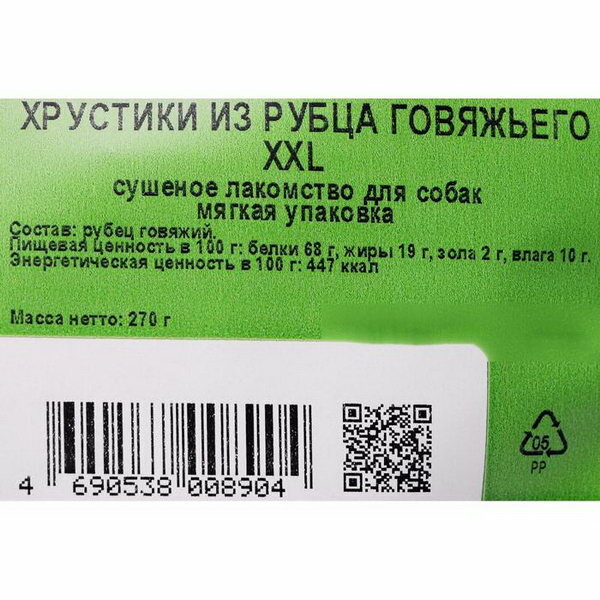 ХРУСТИКИ ИЗ РУБЦА ГОВЯЖЬЕГО
XXL
сушеное лакомство для собак
мягкая упаковка
Состав: рубец говяжий.
Пищевая ценность в 100 г: белки 68 г, жиры 19 г, зола 2 г, влага 10 г.
Энергетическая ценность в 100 г: 447 ккал
Масса нетто: 270 г
4 690538 008904
05
PP